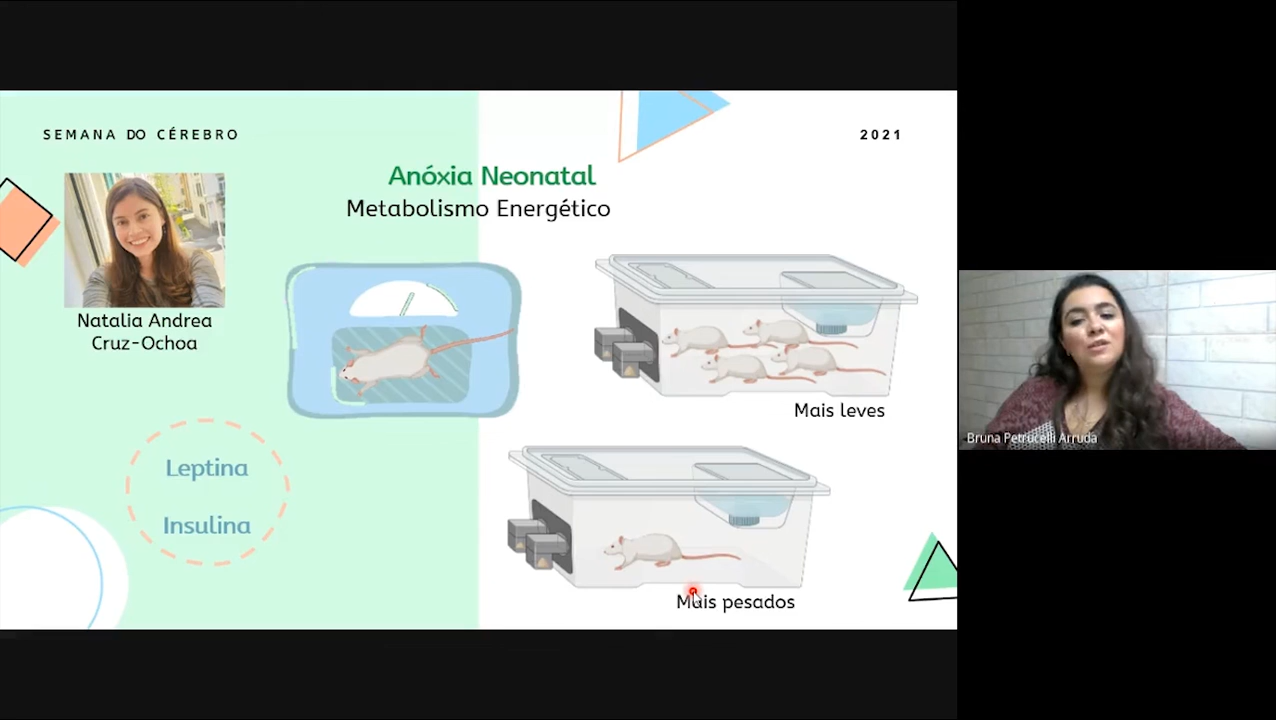 SEMANA DO CÉREBRO
2021
Anóxia Neonatal
Metabolismo Energético
Natalia Andrea
Cruz-Ochoa
Mais leves
Bruna Petrucelli Arruda
Leptina
Insulina
Mais pesados